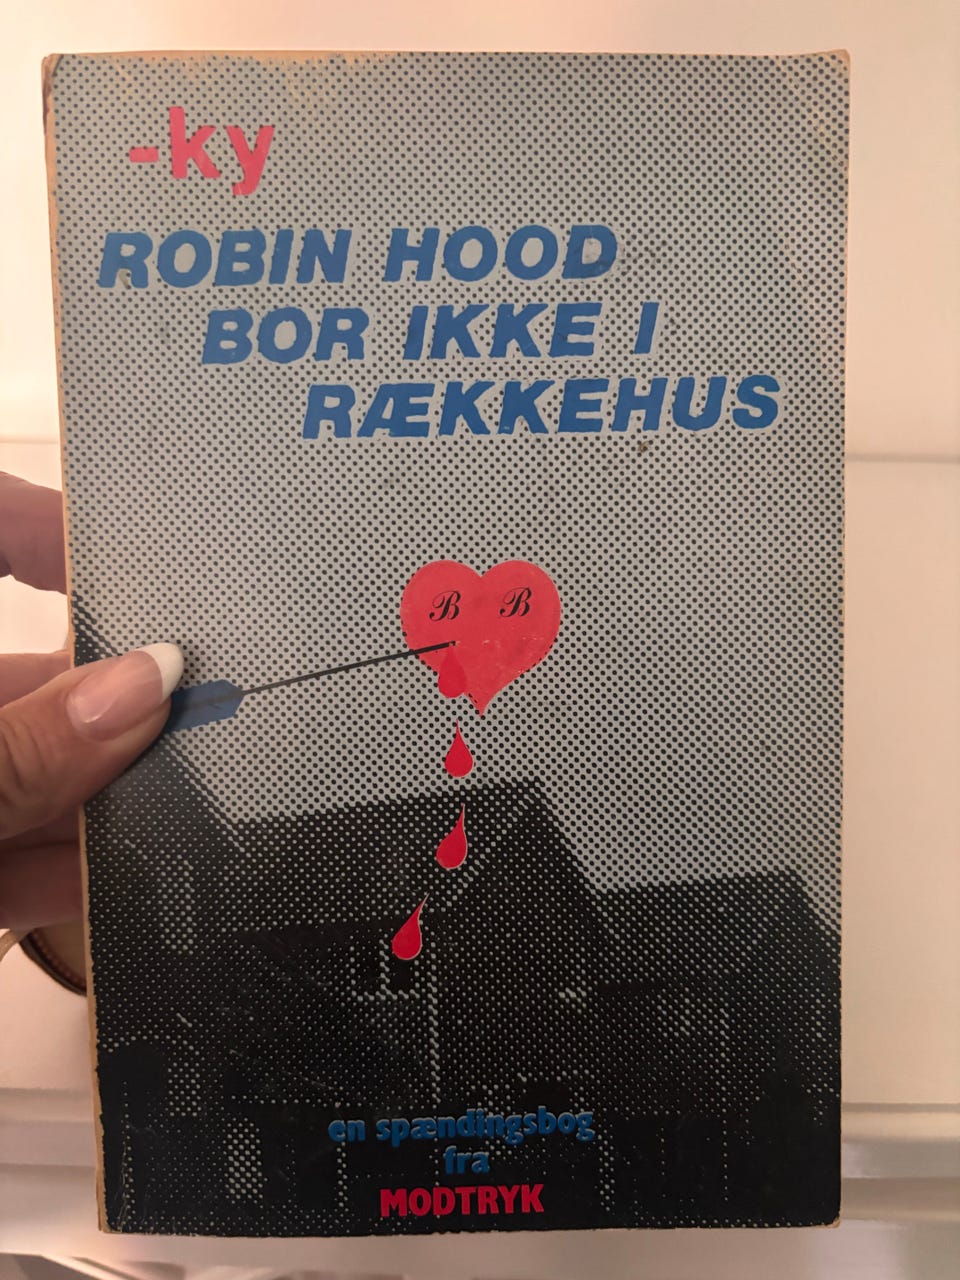 -ky
ROBIN HOOD
BOR IKKE I
RÆKKEHUS
B B
en spændingsbog
fra
MODTRYK